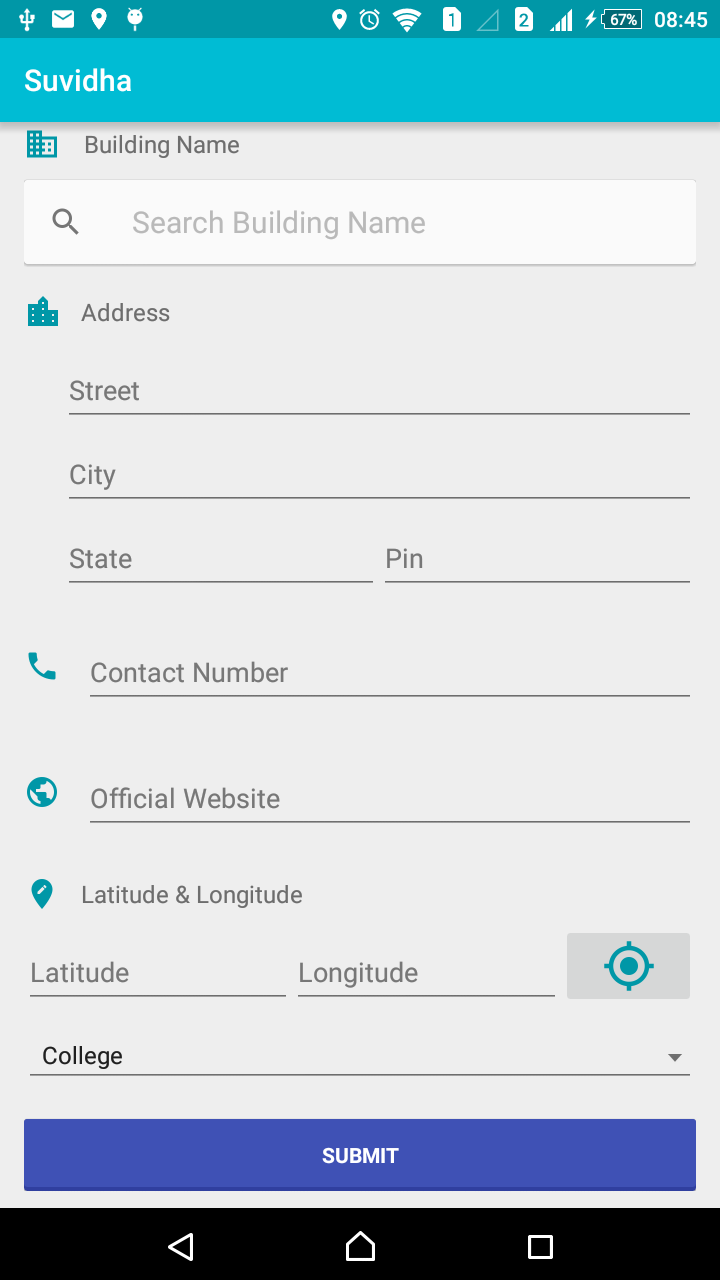 1 2 67% 08:45
Suvidha
Building Name
Search Building Name
Address
Street
City
State Pin
Contact Number
Official Website
Latitude & Longitude
Latitude Longitude
College
SUBMIT